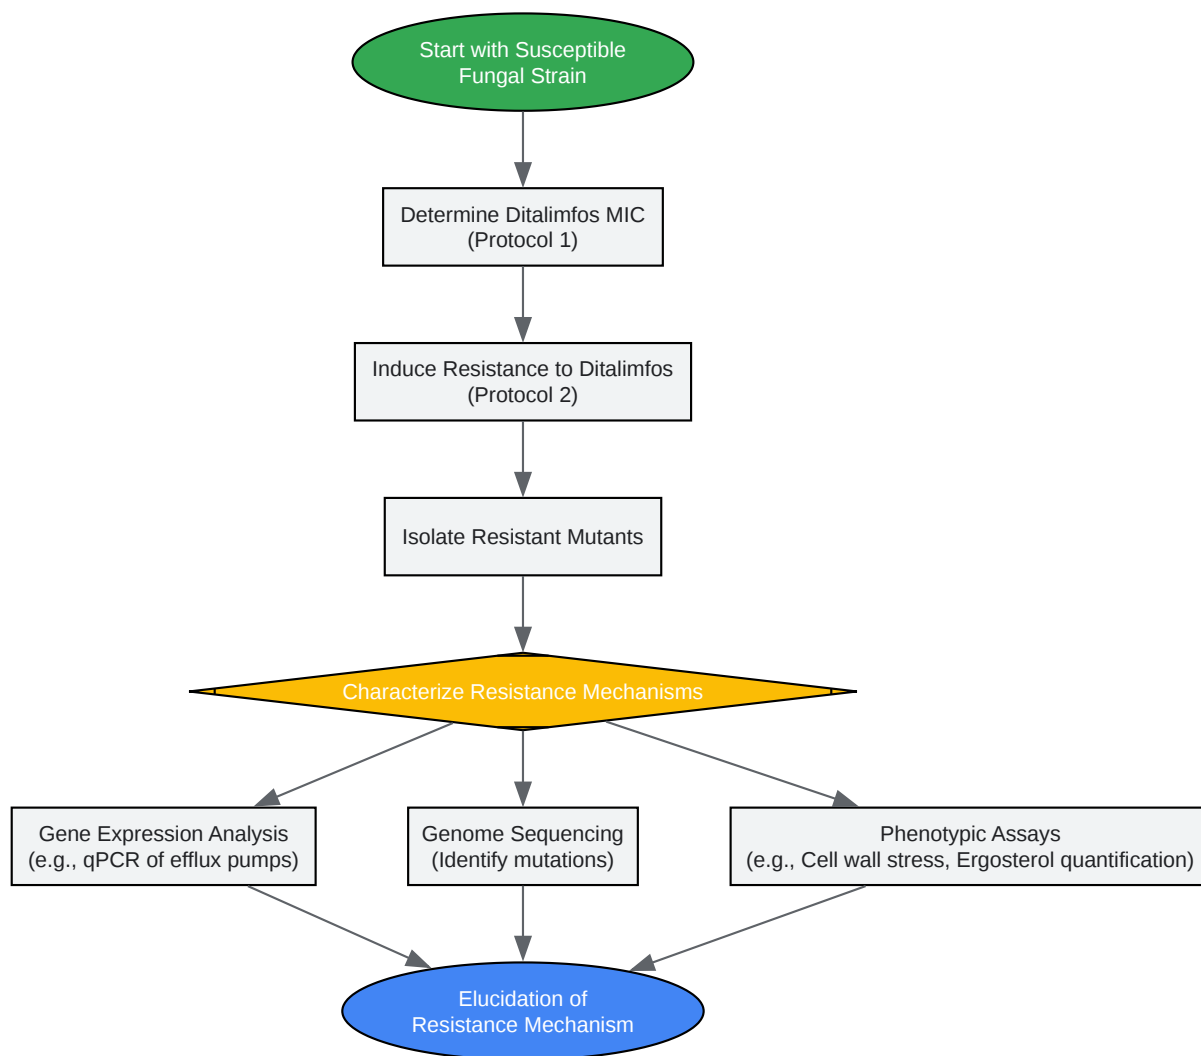 Start with Susceptible
Fungal Strain
Determine Ditalimfos MIC
(Protocol 1)
Induce Resistance to Ditalimfos
(Protocol 2)
Isolate Resistant Mutants
Characterize Resistance Mechanisms
Gene Expression Analysis
(e.g., qPCR of efflux pumps)
Genome Sequencing
(Identify mutations)
Phenotypic Assays
(e.g., Cell wall stress, Ergosterol quantification)
Elucidation of
Resistance Mechanism